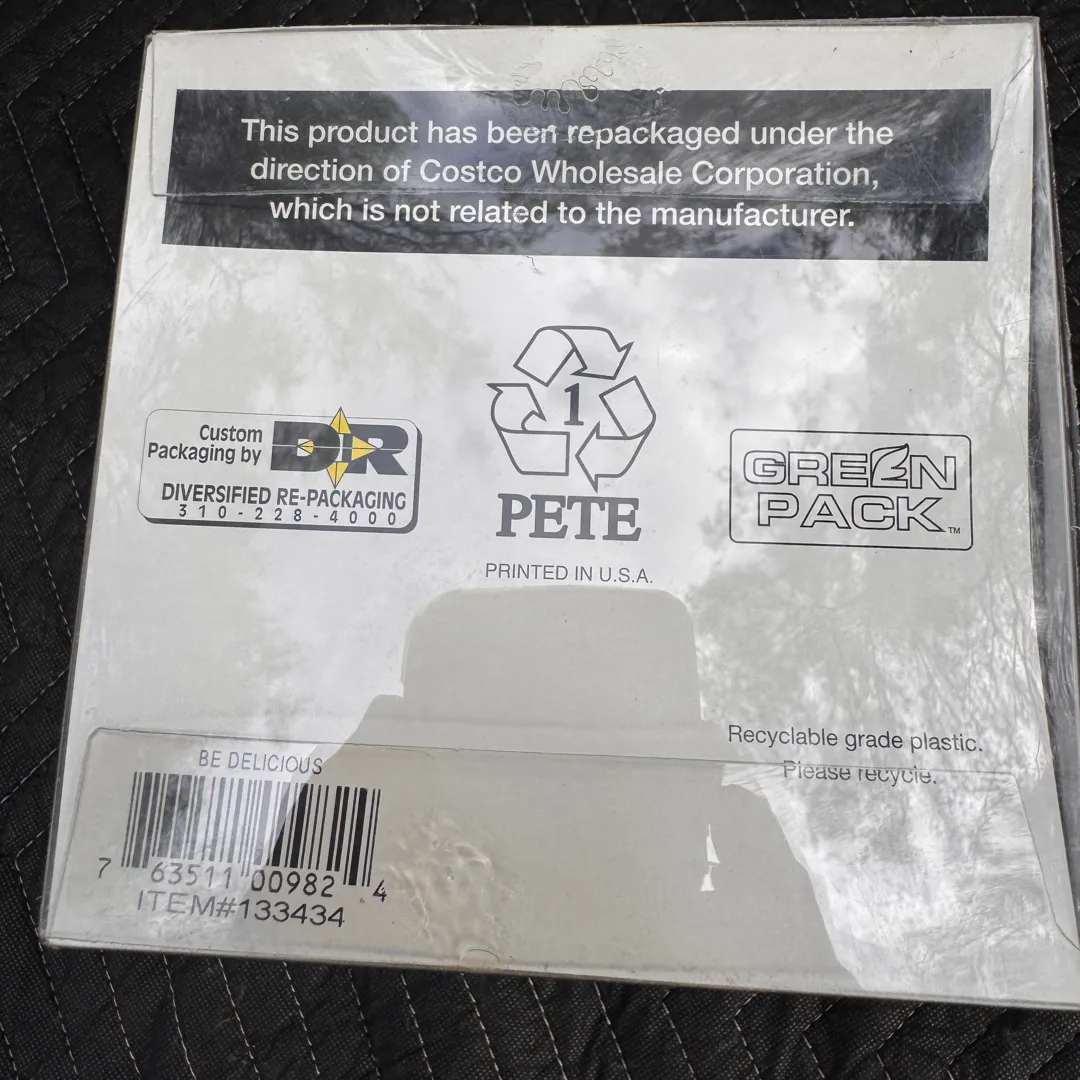 This product has been repackaged under the
direction of Costco Wholesale Corporation,
which is not related to the manufacturer.
Custom
Packaging by
DR
DIVERSIFIED RE-PACKAGING
310-228-4000
1
PETE
PRINTED IN U.S.A.
GREEN
PACK™
Recyclable grade plastic.
Please recycle.
BE DELICIOUS
7 63511 00982 4
ITEM#133434